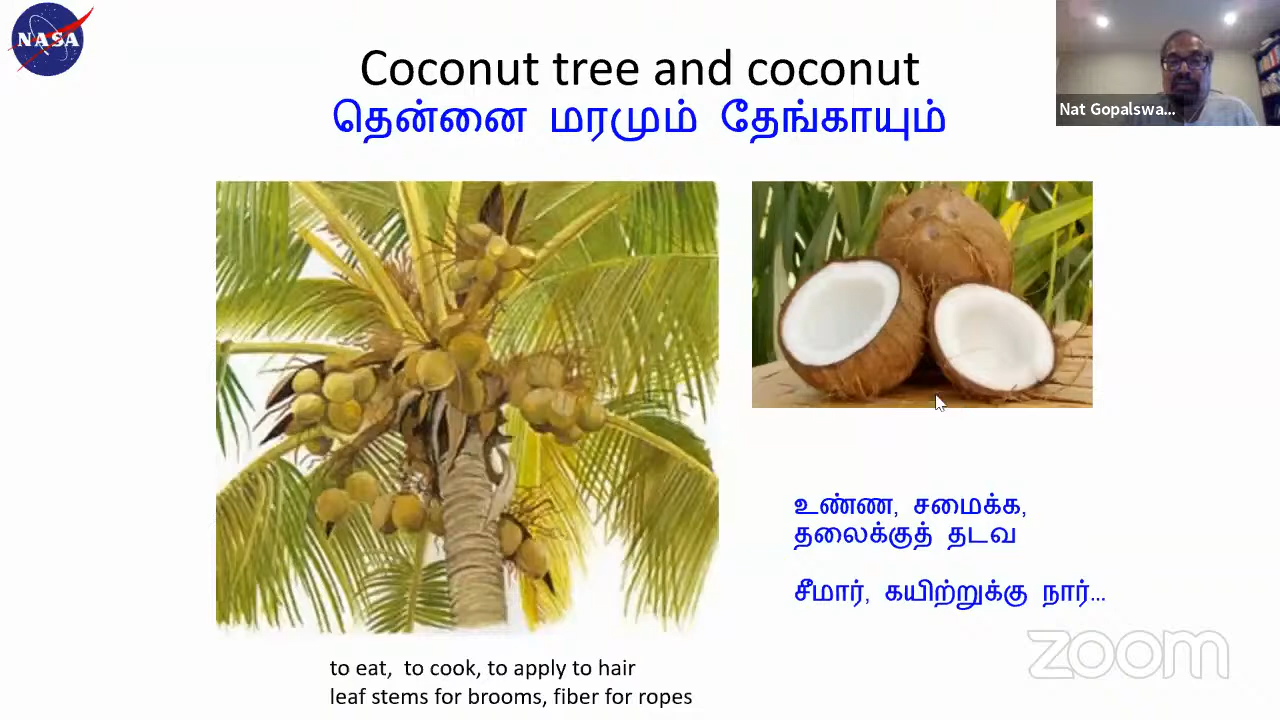 NASA
Coconut tree and coconut
தென்னை மரமும் தேங்காயும்
Nat Gopalswa...
உண்ண, சமைக்க,
தலைக்குத் தடவ
சீமார், கயிற்றுக்கு நார்...
to eat, to cook, to apply to hair
leaf stems for brooms, fiber for ropes
zoom